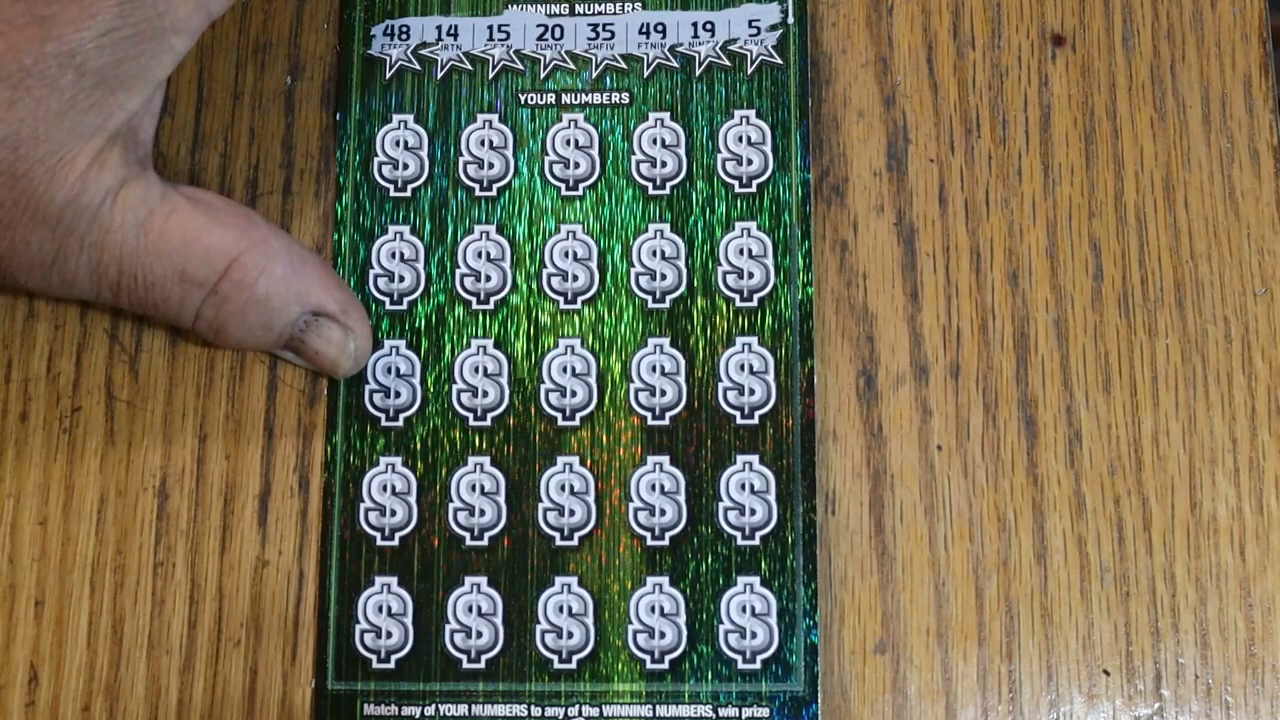 WINNING NUMBERS
48 14 15 20 35 49 19 5
YOUR NUMBERS
$ $ $ $ $
$ $ $ $ $
$ $ $ $ $
$ $ $ $ $
$ $ $ $ $
Match any of YOUR NUMBERS to any of the WINNING NUMBERS, win prize